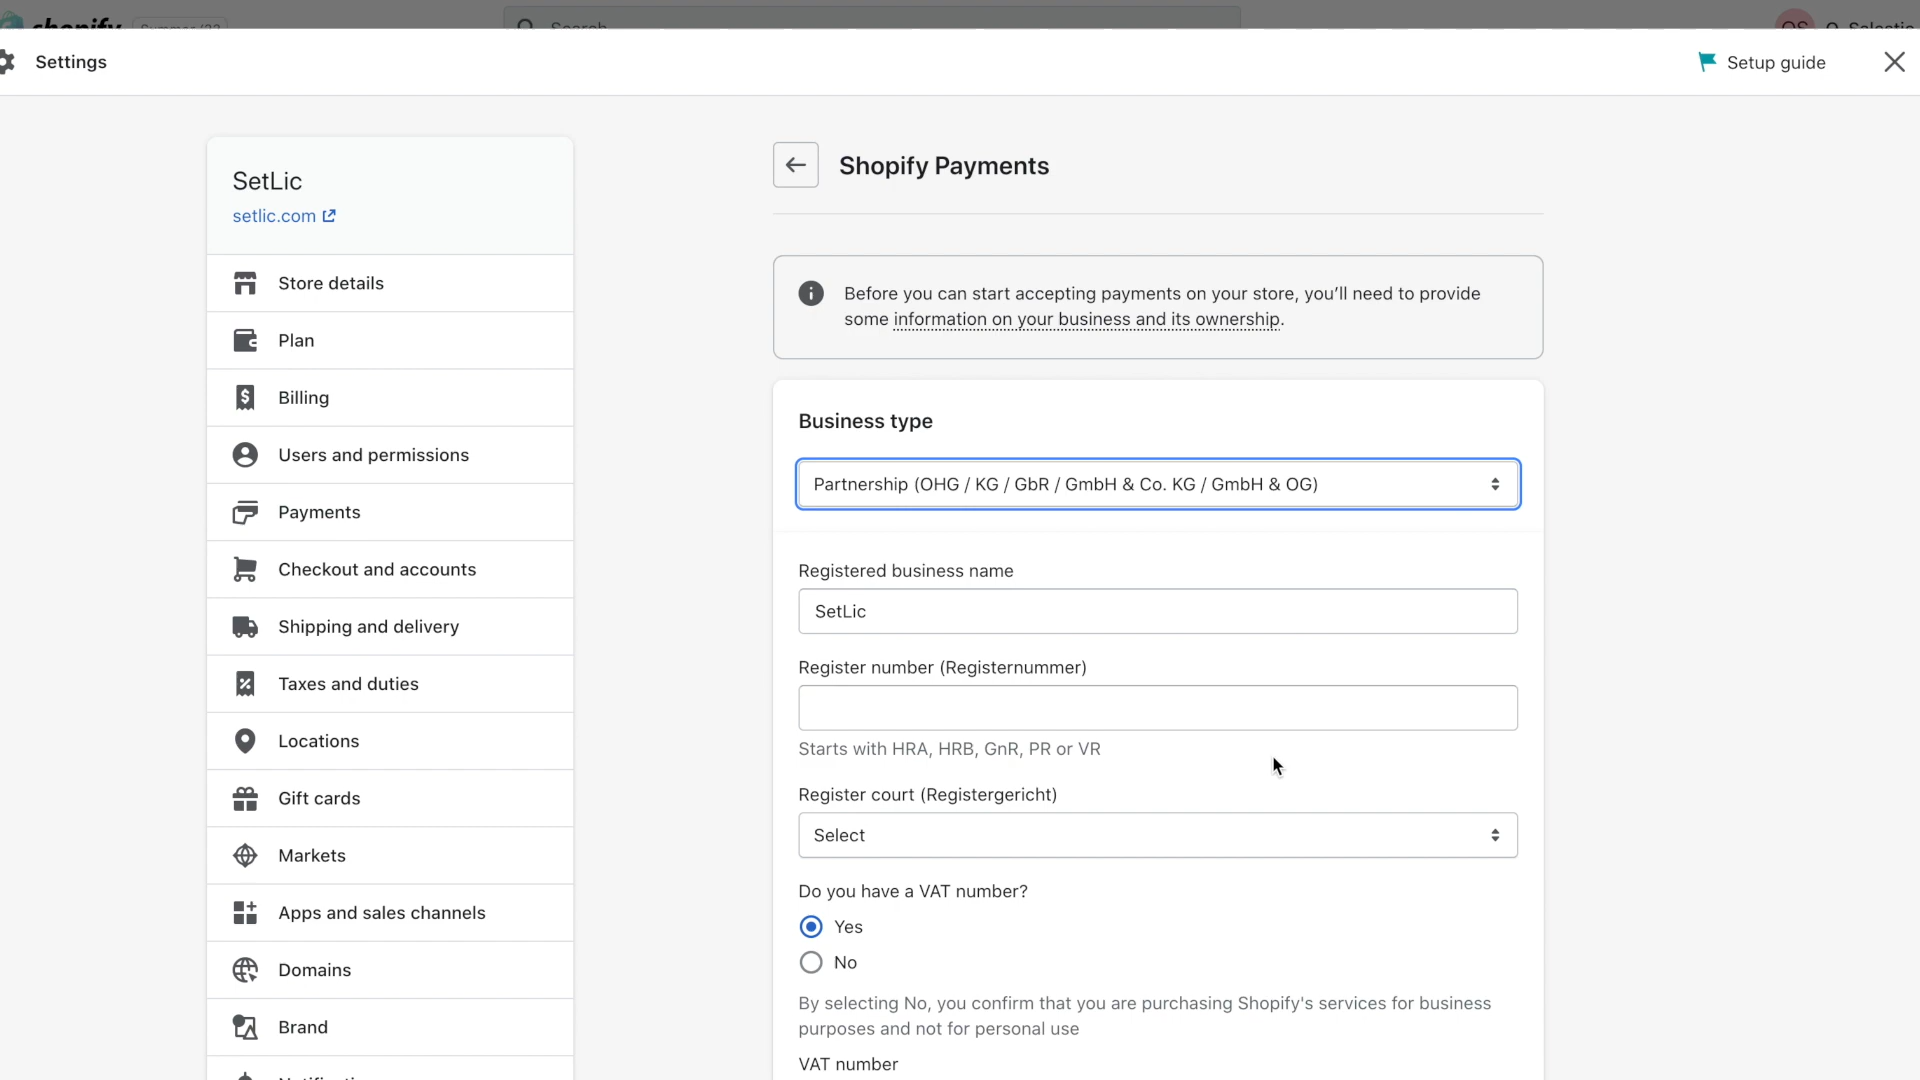 shopify
Search
Settings
Setup guide
SetLic
setlic.com
Store details
Plan
Billing
Users and permissions
Payments
Checkout and accounts
Shipping and delivery
Taxes and duties
Locations
Gift cards
Markets
Apps and sales channels
Domains
Brand
Shopify Payments
Before you can start accepting payments on your store, you’ll need to provide
some information on your business and its ownership.
Business type
Partnership (OHG / KG / GbR / GmbH & Co. KG / GmbH & OG)
Registered business name
SetLic
Register number (Registernummer)
Starts with HRA, HRB, GnR, PR or VR
Register court (Registergericht)
Select
Do you have a VAT number?
Yes
No
By selecting No, you confirm that you are purchasing Shopify's services for business
purposes and not for personal use
VAT number